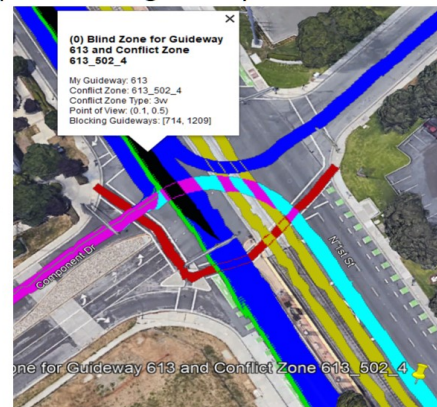 (0) Blind Zone for Guideway
613 and Conflict Zone
613_502_4
My Guideway: 613
Conflict Zone: 613_502_4
Conflict Zone Type: 3vv
Point of View: (0.1, 0.5)
Blocking Guideways: [714, 1209]
Component Dr
N 1st St
one for Guideway 613 and Conflict Zone 613_502_4